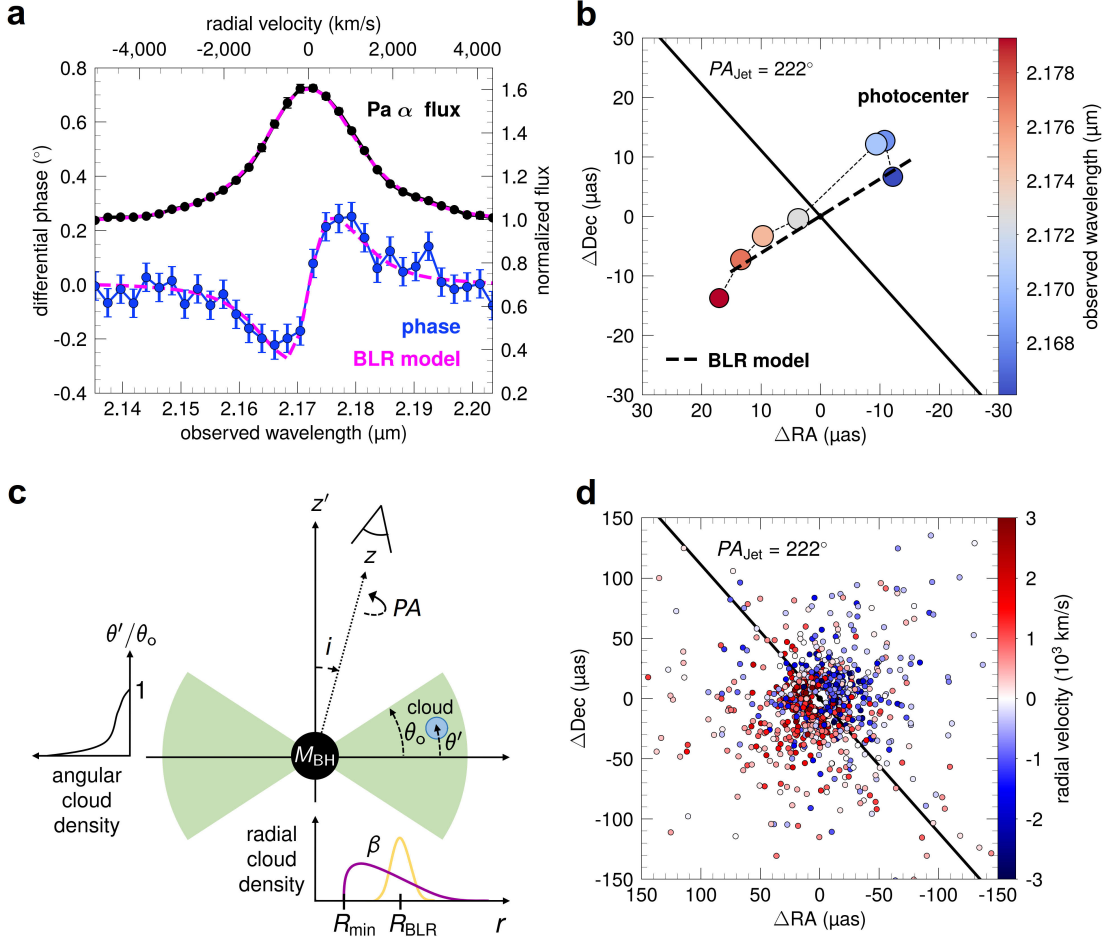 a
radial velocity (km/s)
-4,000 -2,000 0 2,000 4,000
0.8
0.6
0.4
0.2
0.0
-0.2
-0.4
differential phase (°)
1.6
1.4
1.2
1.0
0.8
0.6
0.4
0.2
normalized flux
Pa α flux
phase
BLR model
2.14 2.15 2.16 2.17 2.18 2.19 2.20
observed wavelength (μm)
b
30
20
10
0
-10
-20
-30
ΔDec (μas)
PA_Jet = 222°
photocenter
BLR model
30 20 10 0 -10 -20 -30
ΔRA (μas)
2.178
2.176
2.174
2.172
2.170
2.168
observed wavelength (μm)
c
z′
z
PA
i
θ′/θ_o
1
angular
cloud
density
cloud
θ_o
θ′
M_BH
radial
cloud
density
β
R_min R_BLR r
d
150
100
50
0
-50
-100
-150
ΔDec (μas)
PA_Jet = 222°
150 100 50 0 -50 -100 -150
ΔRA (μas)
3
2
1
0
-1
-2
-3
radial velocity (10³ km/s)